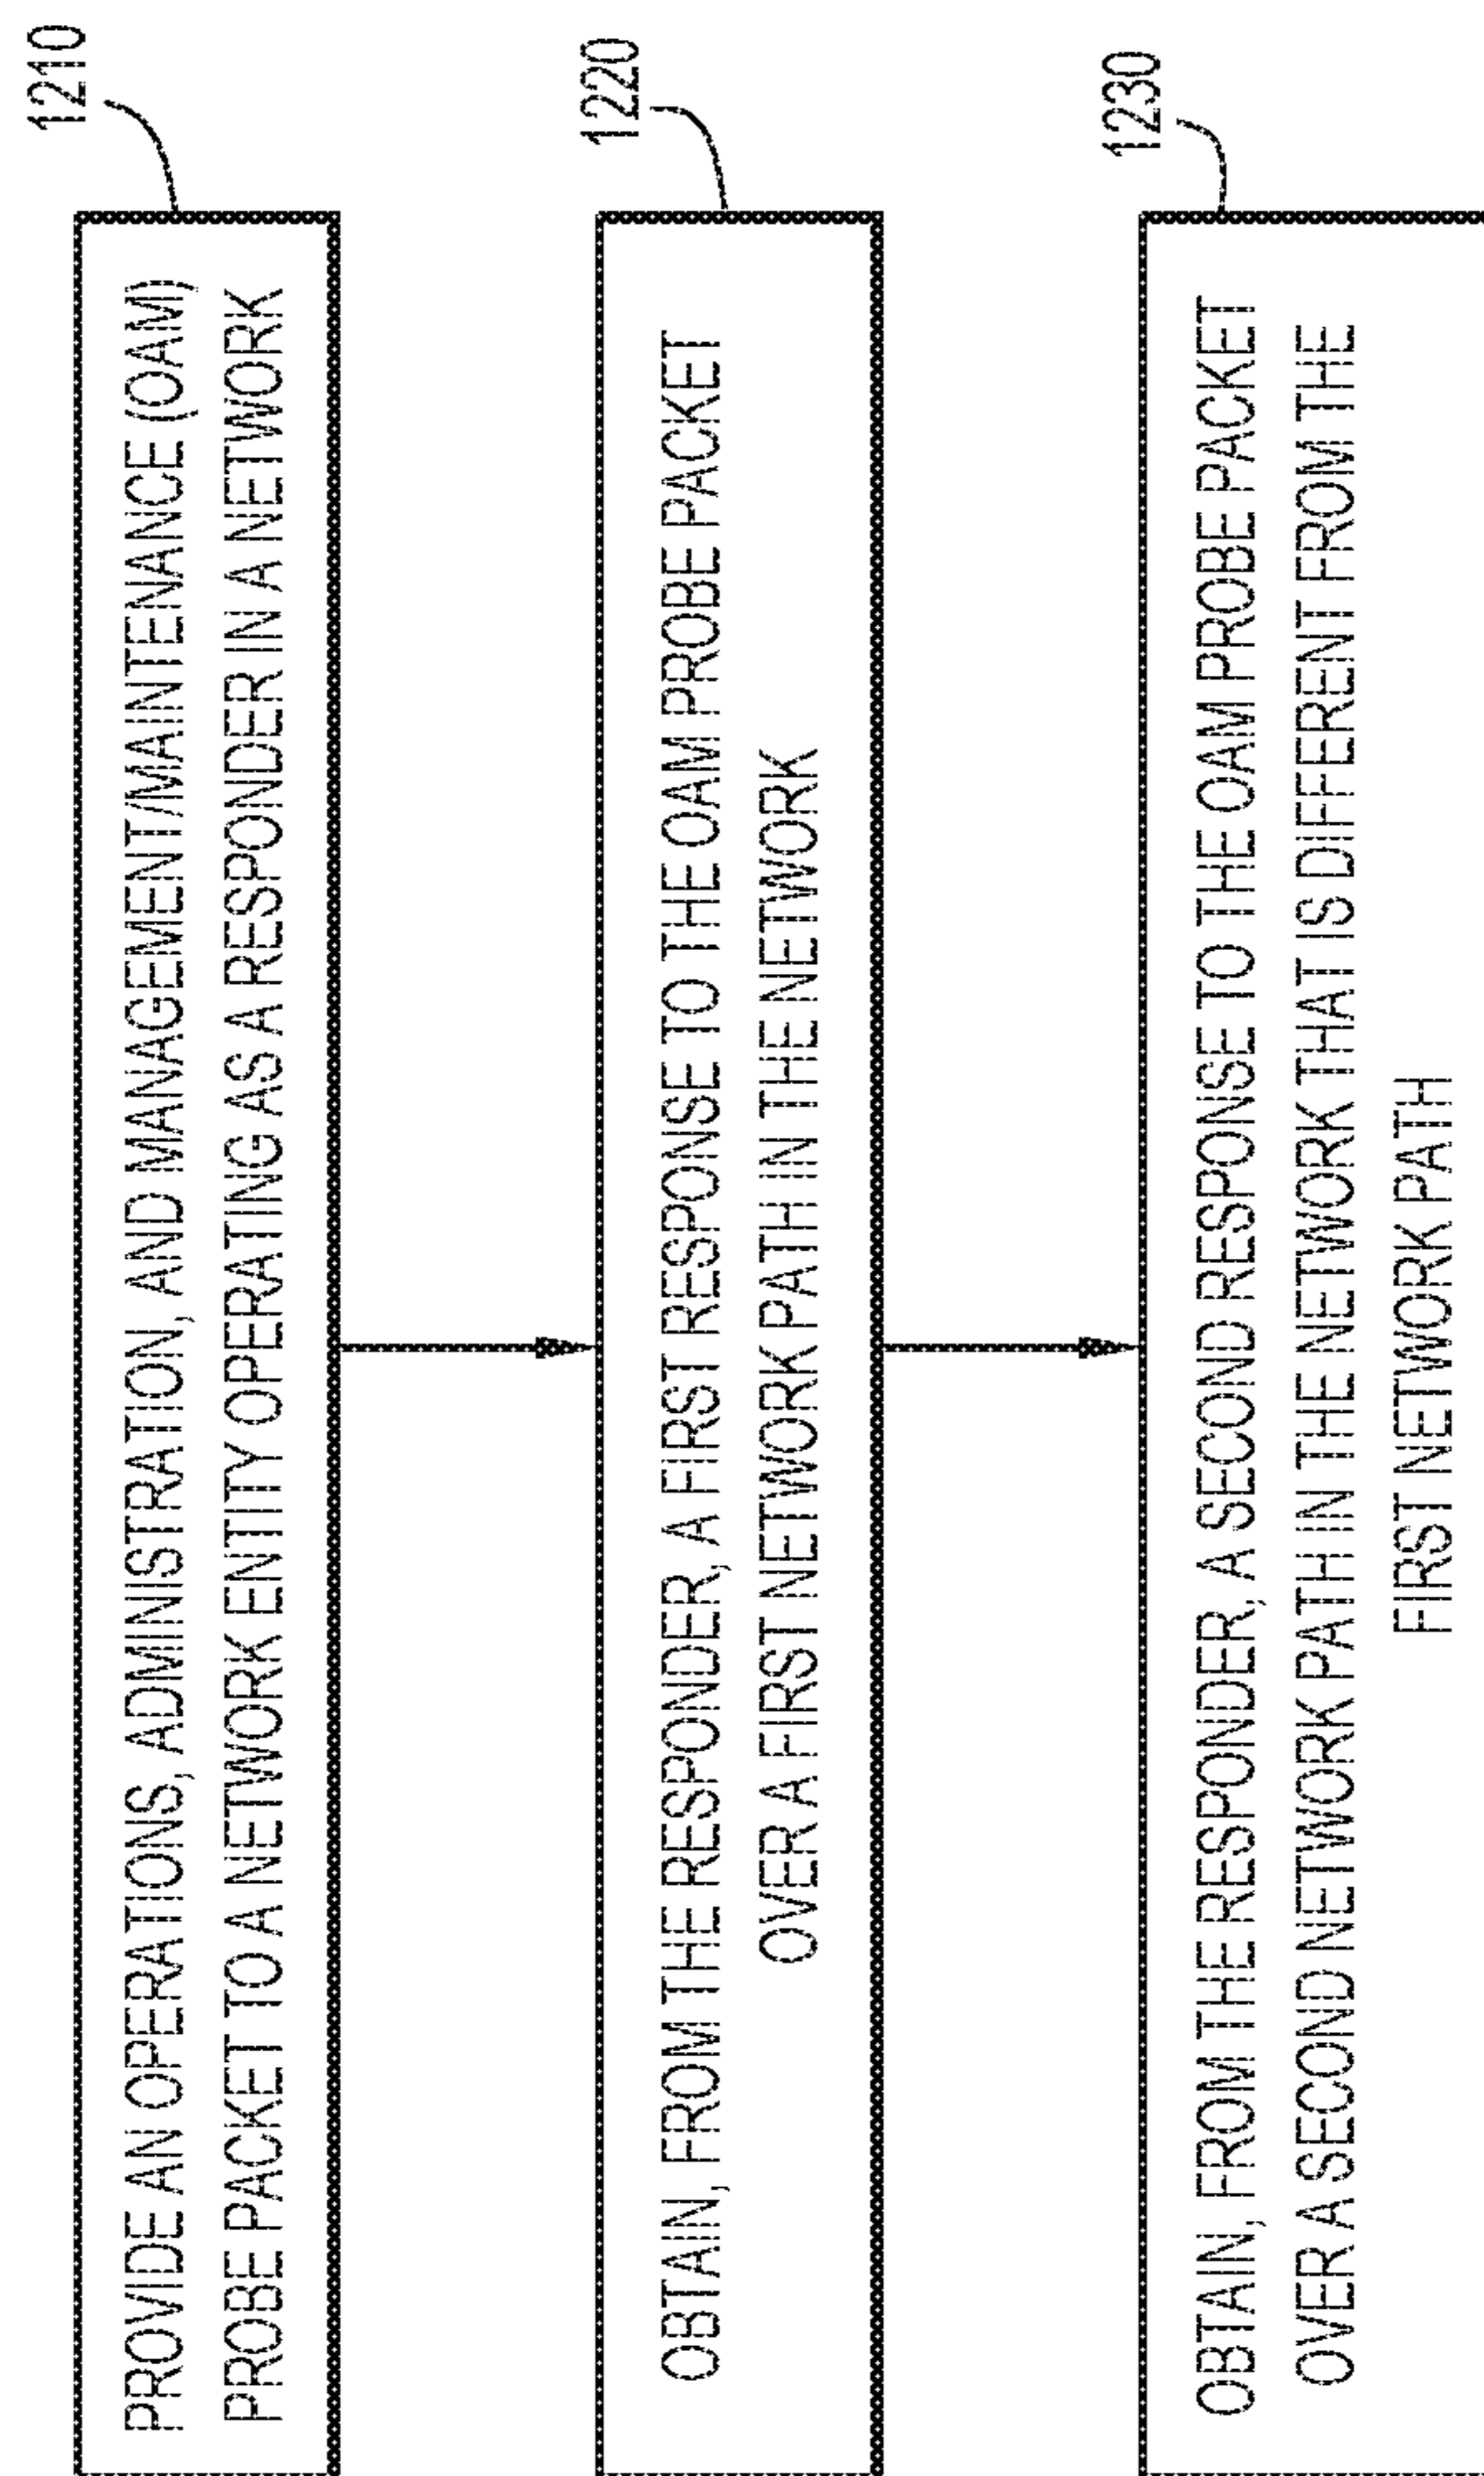 1210
PROVIDE AN OPERATIONS, ADMINISTRATION, AND MANAGEMENT/MAINTENANCE (OAM)
PROBE PACKET TO A NETWORK ENTITY OPERATING AS A RESPONDER IN A NETWORK
1220
OBTAIN, FROM THE RESPONDER, A FIRST RESPONSE TO THE OAM PROBE PACKET
OVER A FIRST NETWORK PATH IN THE NETWORK
1230
OBTAIN, FROM THE RESPONDER, A SECOND RESPONSE TO THE OAM PROBE PACKET
OVER A SECOND NETWORK PATH IN THE NETWORK THAT IS DIFFERENT FROM THE
FIRST NETWORK PATH